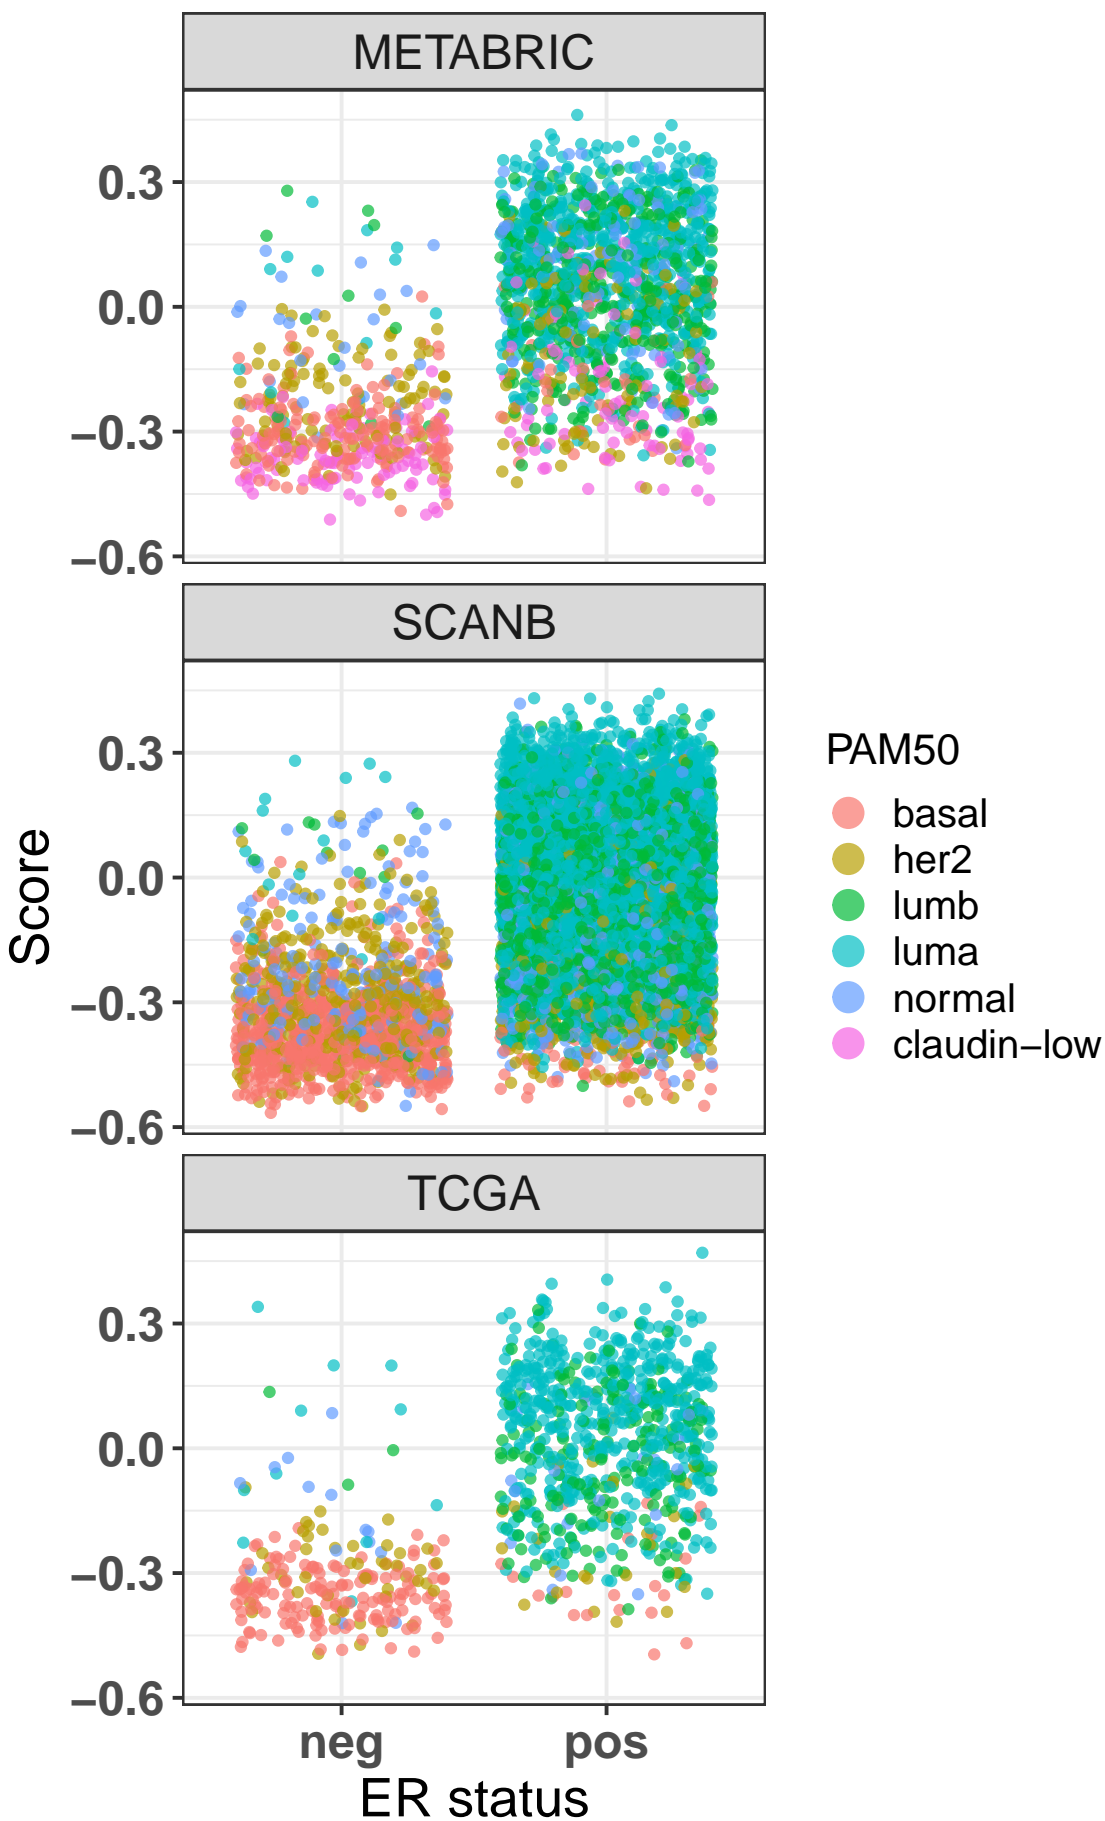 METABRIC
0.3
0.0
−0.3
−0.6
SCANB
0.3
0.0
−0.3
−0.6
TCGA
0.3
0.0
−0.3
−0.6
neg pos
ER status
Score
PAM50
basal
her2
lumb
luma
normal
claudin−low